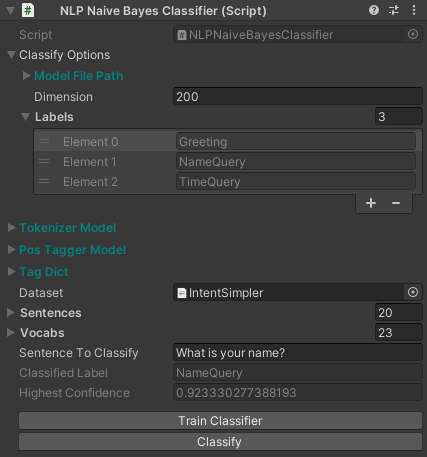 NLP Naive Bayes Classifier (Script)
Script NLPNaiveBayesClassifier
Classify Options
Model File Path
Dimension 200
Labels 3
Element 0 Greeting
Element 1 NameQuery
Element 2 TimeQuery
+ −
Tokenizer Model
Pos Tagger Model
Tag Dict
Dataset IntentSimpler
Sentences 20
Vocabs 23
Sentence To Classify What is your name?
Classified Label NameQuery
Highest Confidence 0.923330277388193
Train Classifier
Classify